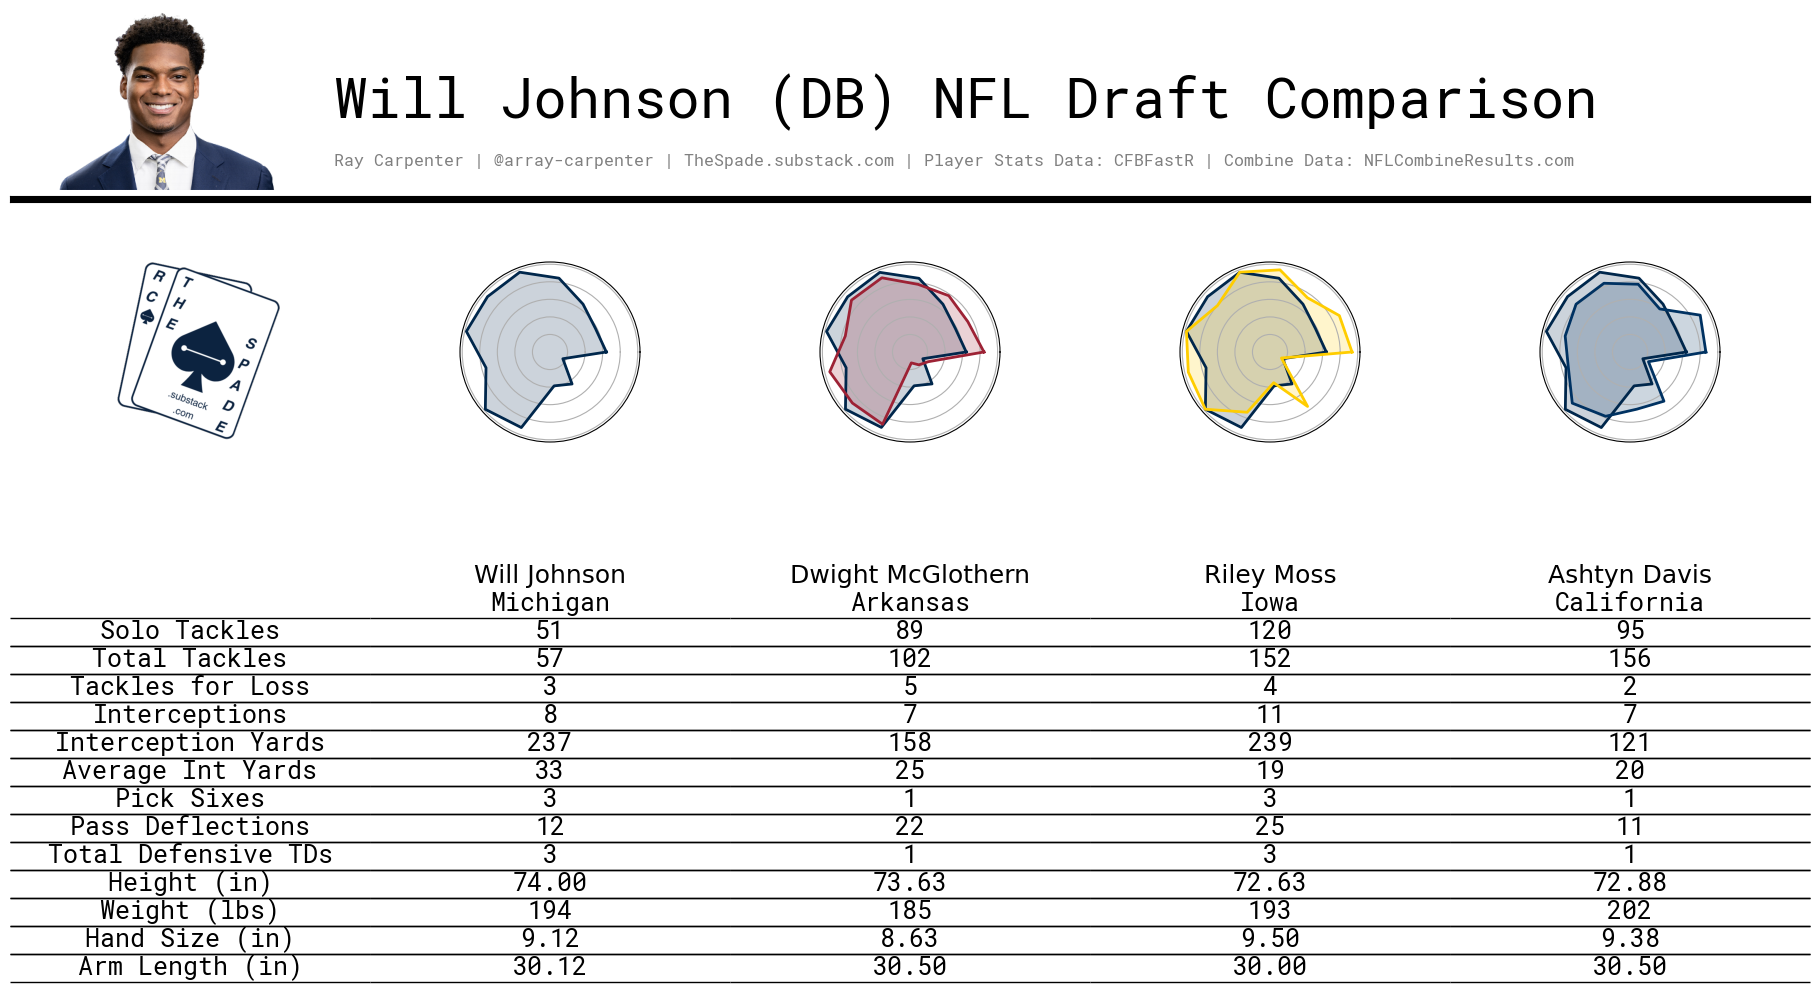 Will Johnson (DB) NFL Draft Comparison
Ray Carpenter | @array-carpenter | TheSpade.substack.com | Player Stats Data: CFBFastR | Combine Data: NFLCombineResults.com
RC
THE
SPADE
.substack
.com
Will Johnson Dwight McGlothern Riley Moss Ashtyn Davis
Michigan Arkansas Iowa California
Solo Tackles 51 89 120 95
Total Tackles 57 102 152 156
Tackles for Loss 3 5 4 2
Interceptions 8 7 11 7
Interception Yards 237 158 239 121
Average Int Yards 33 25 19 20
Pick Sixes 3 1 3 1
Pass Deflections 12 22 25 11
Total Defensive TDs 3 1 3 1
Height (in) 74.00 73.63 72.63 72.88
Weight (lbs) 194 185 193 202
Hand Size (in) 9.12 8.63 9.50 9.38
Arm Length (in) 30.12 30.50 30.00 30.50